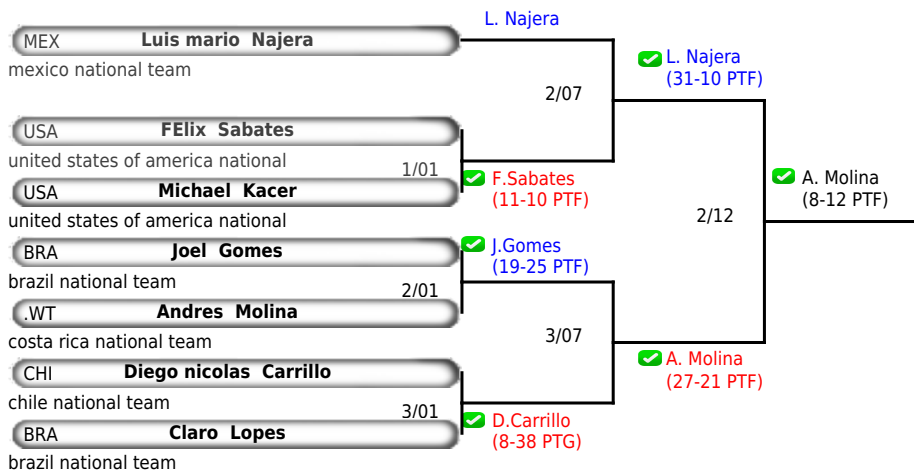 L. Najera
MEX Luis mario Najera
mexico national team
L. Najera
(31-10 PTF)
2/07
USA FElix Sabates
united states of america national
1/01
F.Sabates
(11-10 PTF)
USA Michael Kacer
united states of america national
A. Molina
(8-12 PTF)
2/12
BRA Joel Gomes
brazil national team
J.Gomes
(19-25 PTF)
2/01
.WT Andres Molina
costa rica national team
3/07
A. Molina
(27-21 PTF)
CHI Diego nicolas Carrillo
chile national team
3/01
D.Carrillo
(8-38 PTG)
BRA Claro Lopes
brazil national team